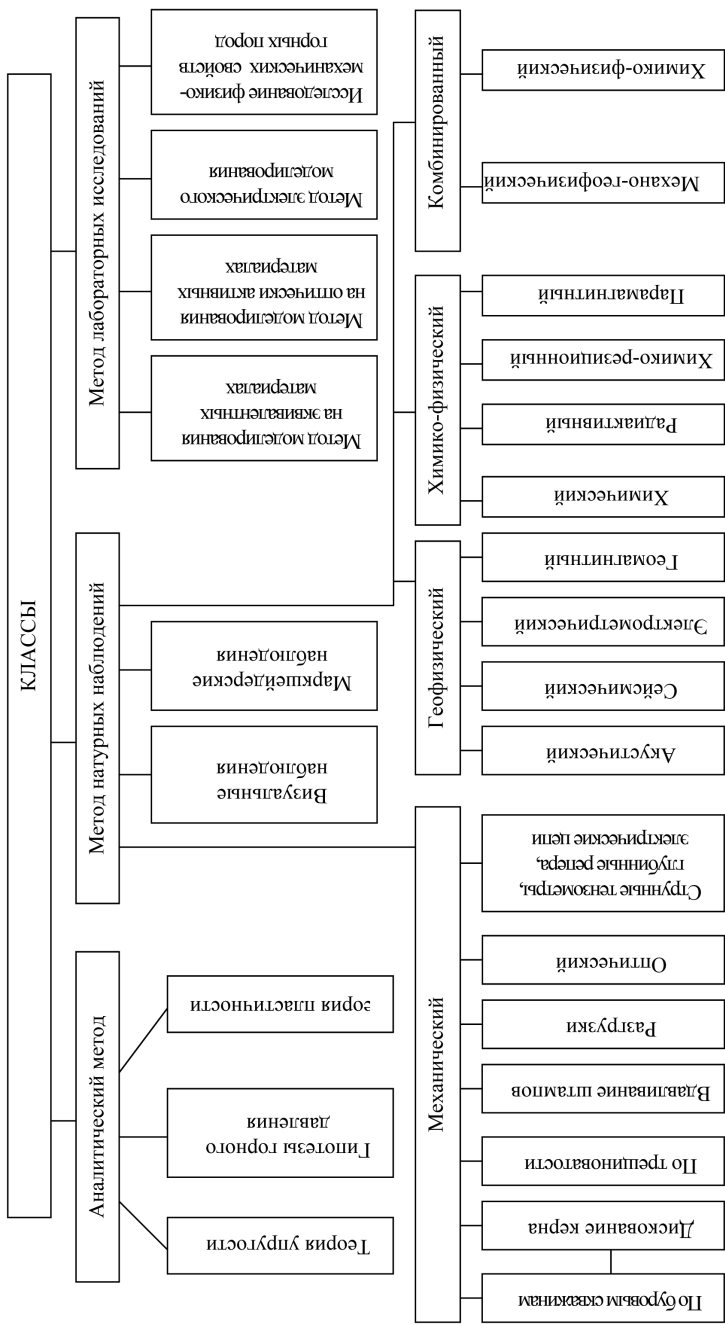 КЛАССЫ
Аналитический метод
Теория упругости
Гипотезы горного
давления
еория пластичности
Метод натурных наблюдений
Визуальные
наблюдения
Маркшейдерские
наблюдения
Метод лабораторных исследований
Метод моделирования
на эквивалентных
материалах
Метод моделирования
на оптически активных
материалах
Метод электрического
моделирования
Исследование физико-
механических свойств
горных пород
Механический
По буровым скважинам
Дискование керна
По трещиноватости
Вдавливание штампов
Разгрузки
Оптический
Струнные тензометры,
глубинные репера,
электрические цепи
Геофизический
Акустический
Сейсмический
Электрометрический
Геомагнитный
Химико-физический
Химический
Радиактивный
Химико-резиционный
Парамагнитный
Комбинированный
Механо-геофизический
Химико-физический